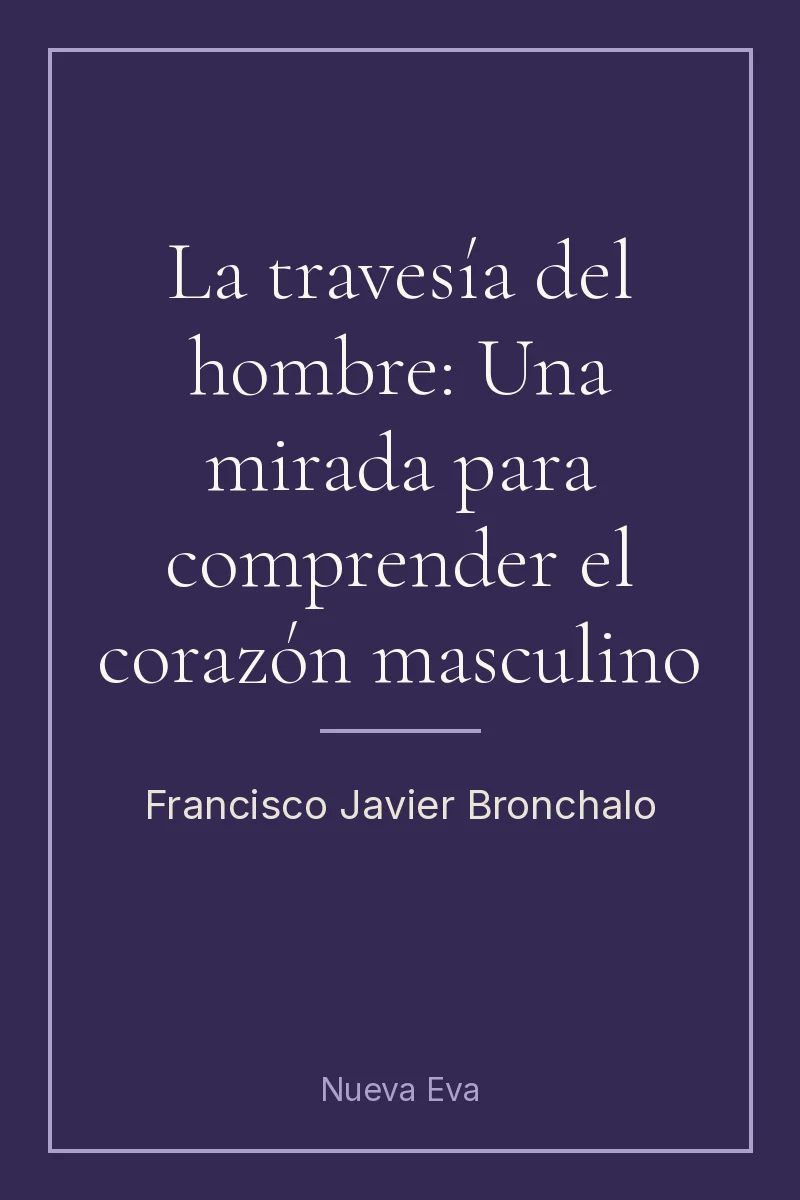 La travesía del
hombre: Una
mirada para
comprender el
corazón masculino
Francisco Javier Bronchalo
Nueva Eva